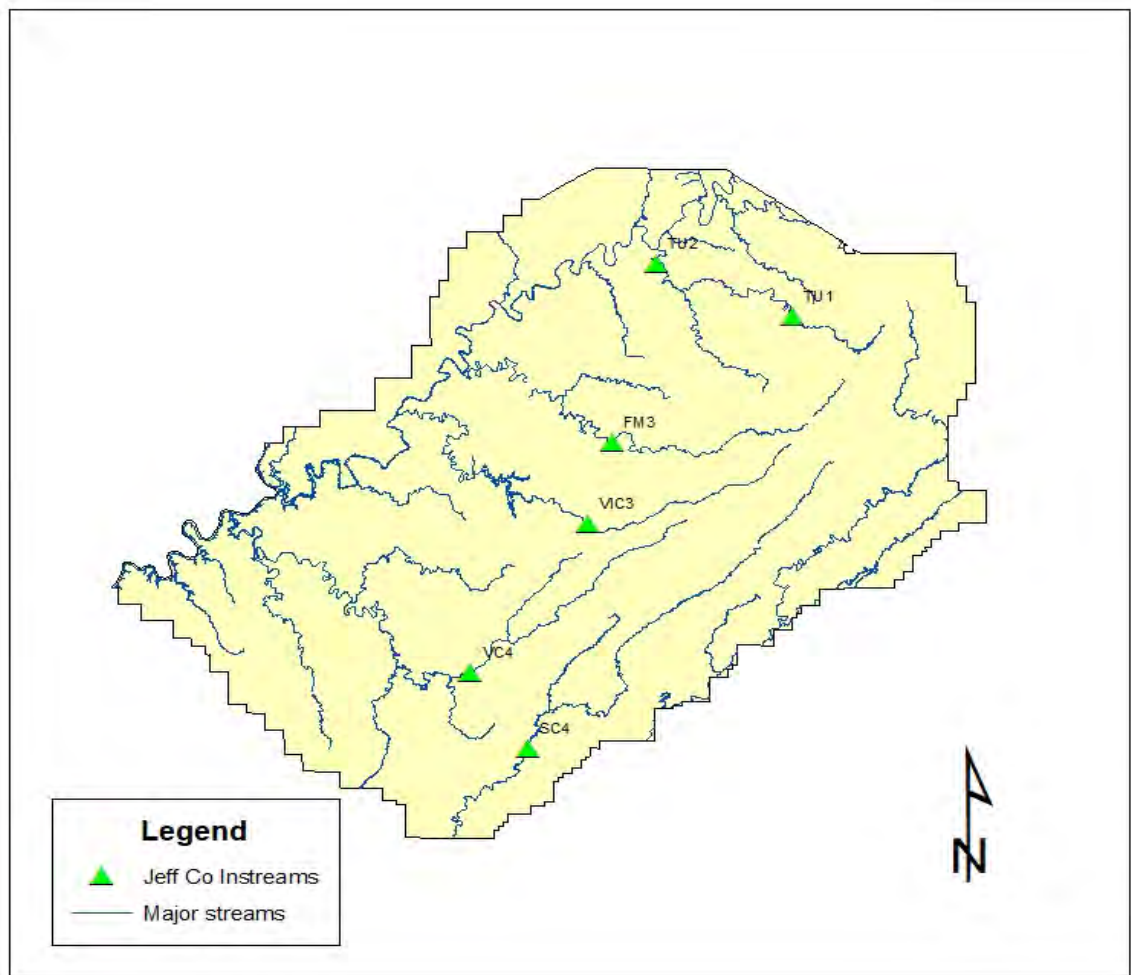 TU2
TU1
FM3
VIC3
VC4
SC4
Legend
Jeff Co Instreams
Major streams
N